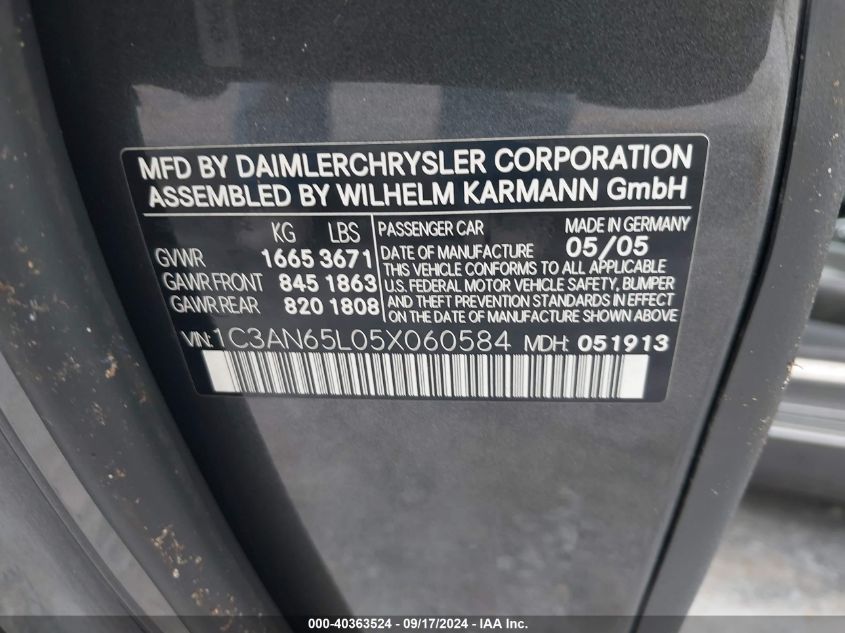 MFD BY DAIMLERCHRYSLER CORPORATION
ASSEMBLED BY WILHELM KARMANN GmbH
KG LBS
GVWR 1665 3671
GAWR FRONT 845 1863
GAWR REAR 820 1808
PASSENGER CAR MADE IN GERMANY
DATE OF MANUFACTURE 05/05
THIS VEHICLE CONFORMS TO ALL APPLICABLE
U.S. FEDERAL MOTOR VEHICLE SAFETY, BUMPER
AND THEFT PREVENTION STANDARDS IN EFFECT
ON THE DATE OF MANUFACTURE SHOWN ABOVE
VIN: 1C3AN65L05X060584 MDH: 051913
000-40363524 - 09/17/2024 - IAA Inc.